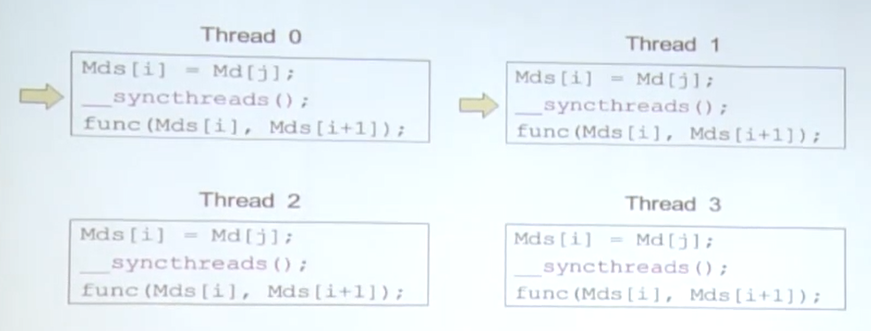 Thread 0
Mds[i] = Md[j];
__syncthreads();
func(Mds[i], Mds[i+1]);
Thread 1
Mds[i] = Md[j];
__syncthreads();
func(Mds[i], Mds[i+1]);
Thread 2
Mds[i] = Md[j];
__syncthreads();
func(Mds[i], Mds[i+1]);
Thread 3
Mds[i] = Md[j];
__syncthreads();
func(Mds[i], Mds[i+1]);